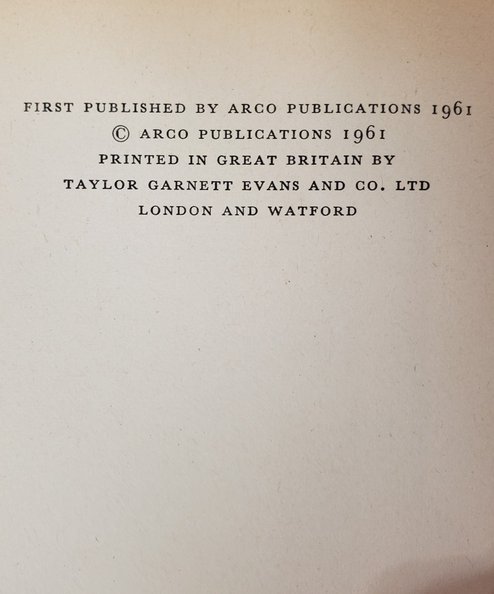 FIRST PUBLISHED BY ARCO PUBLICATIONS 1961
© ARCO PUBLICATIONS 1961
PRINTED IN GREAT BRITAIN BY
TAYLOR GARNETT EVANS AND CO. LTD
LONDON AND WATFORD